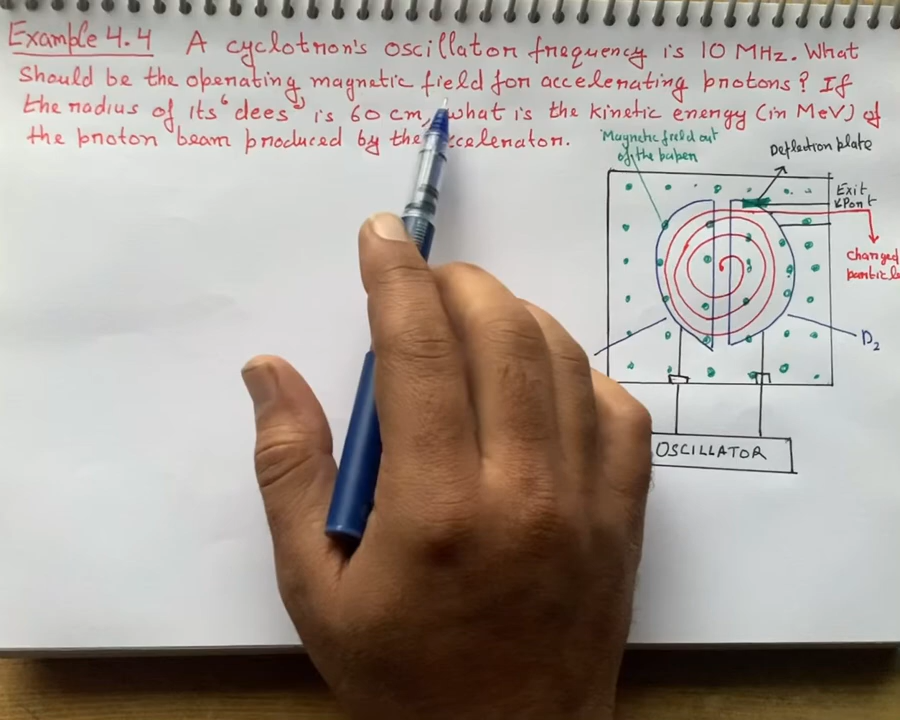 Example 4.4 A cyclotron's oscillator frequency is 10 MHz. What
should be the operating magnetic field for accelerating protons? If
the radius of its "dees" is 60 cm, what is the kinetic energy (in MeV) of
the proton beam produced by the accelerator.
Magnetic field out
of the paper
Deflection plate
Exit
Port
Charged
particle
D2
OSCILLATOR